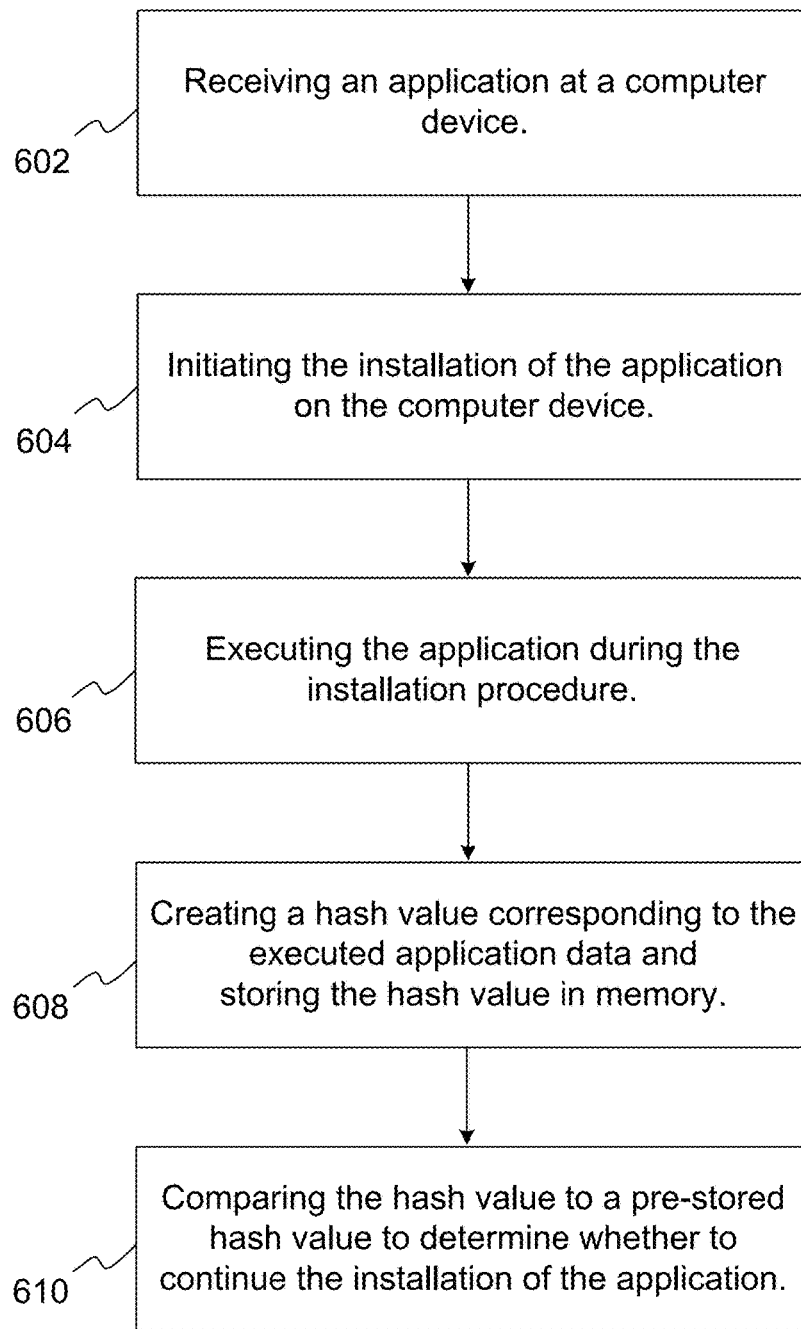 Receiving an application at a computer
device.
602
Initiating the installation of the application
on the computer device.
604
Executing the application during the
installation procedure.
606
Creating a hash value corresponding to the
executed application data and
storing the hash value in memory.
608
Comparing the hash value to a pre-stored
hash value to determine whether to
continue the installation of the application.
610